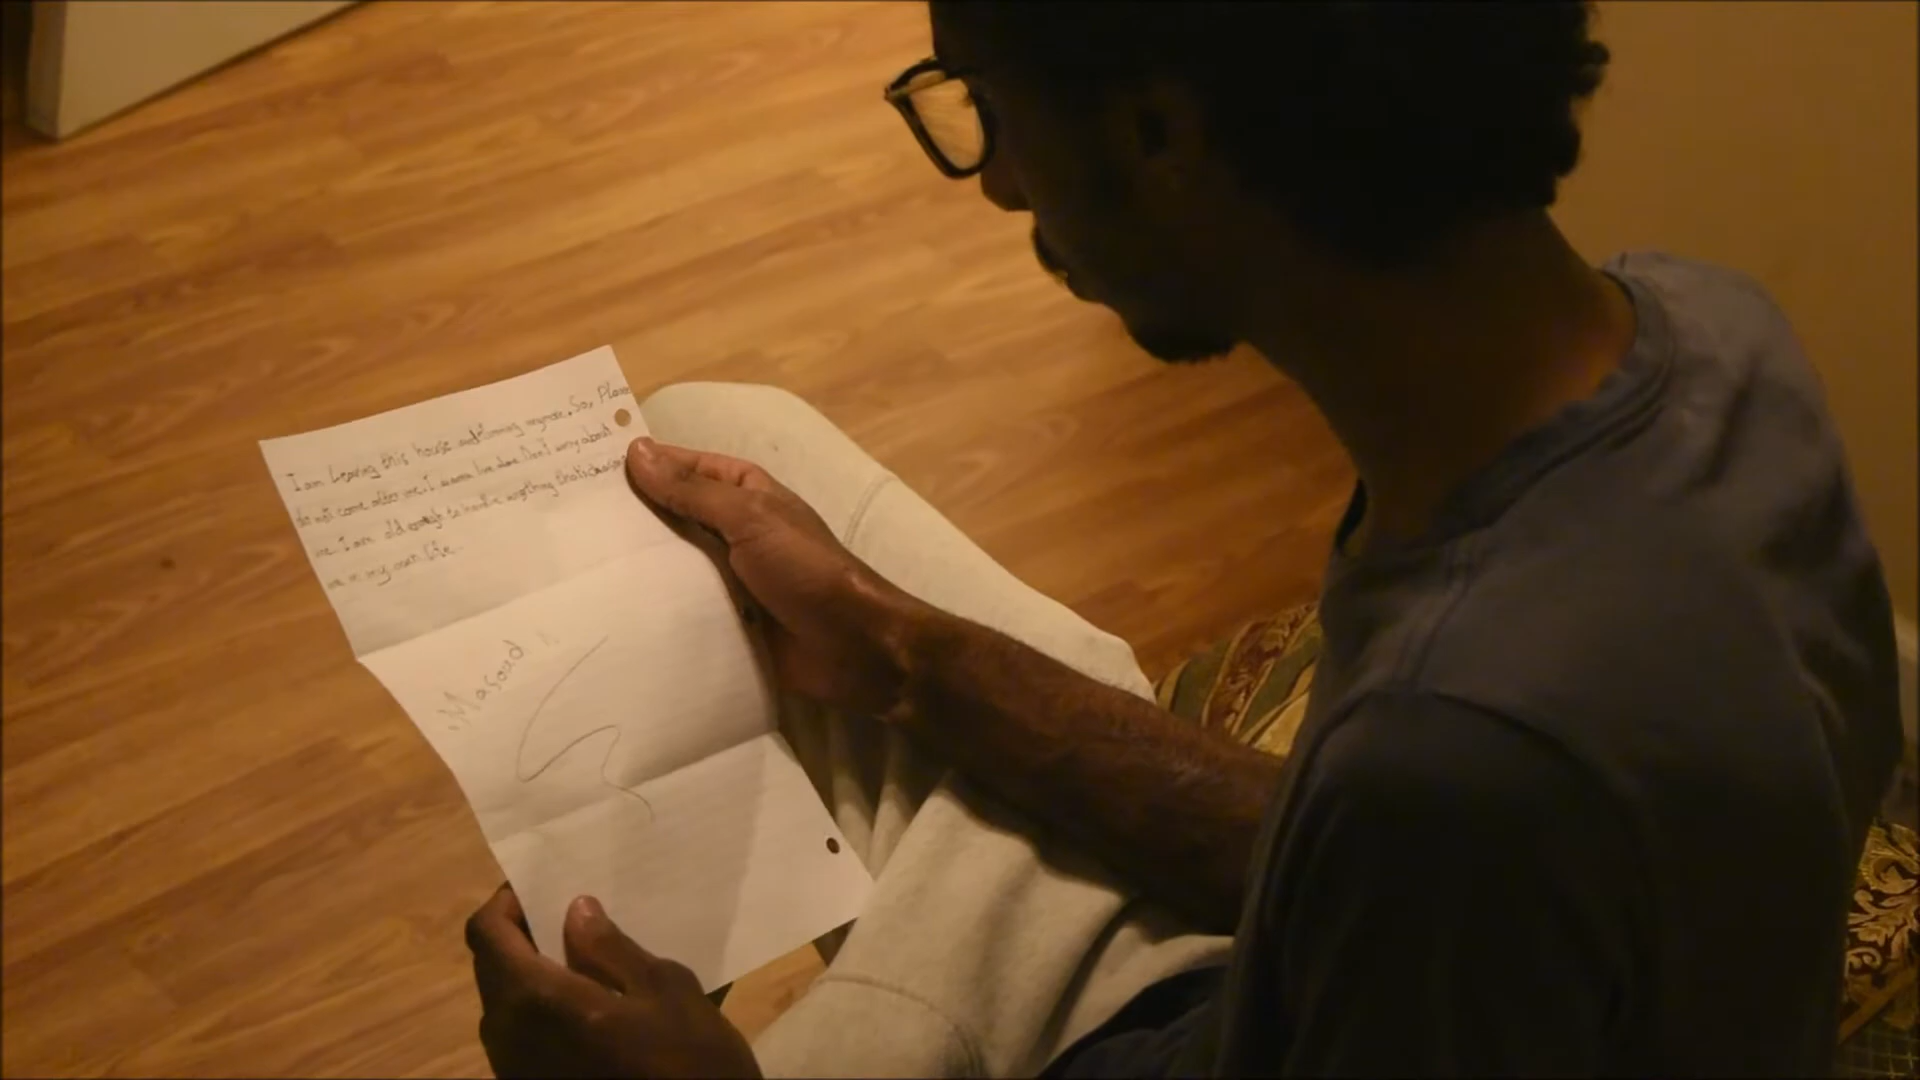 I am Leaving this house and coming anymore. So, Please
do not come after me. I wanna live alone. Don't worry about
me. I am old enough to handle anything that
in my own life.
Masoud